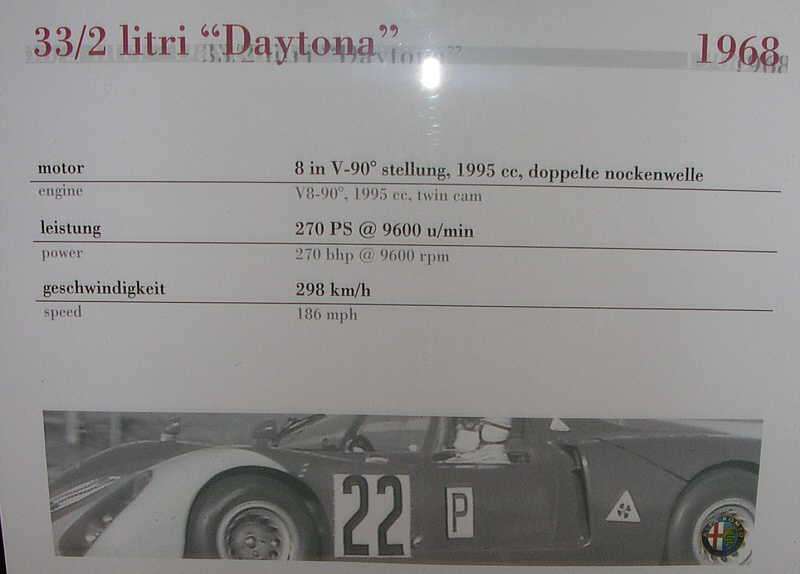 33/2 litri “Daytona” 1968
motor 8 in V-90° stellung, 1995 cc, doppelte nockenwelle
engine V8-90°, 1995 cc, twin cam
leistung 270 PS @ 9600 u/min
power 270 bhp @ 9600 rpm
geschwindigkeit 298 km/h
speed 186 mph
22 P